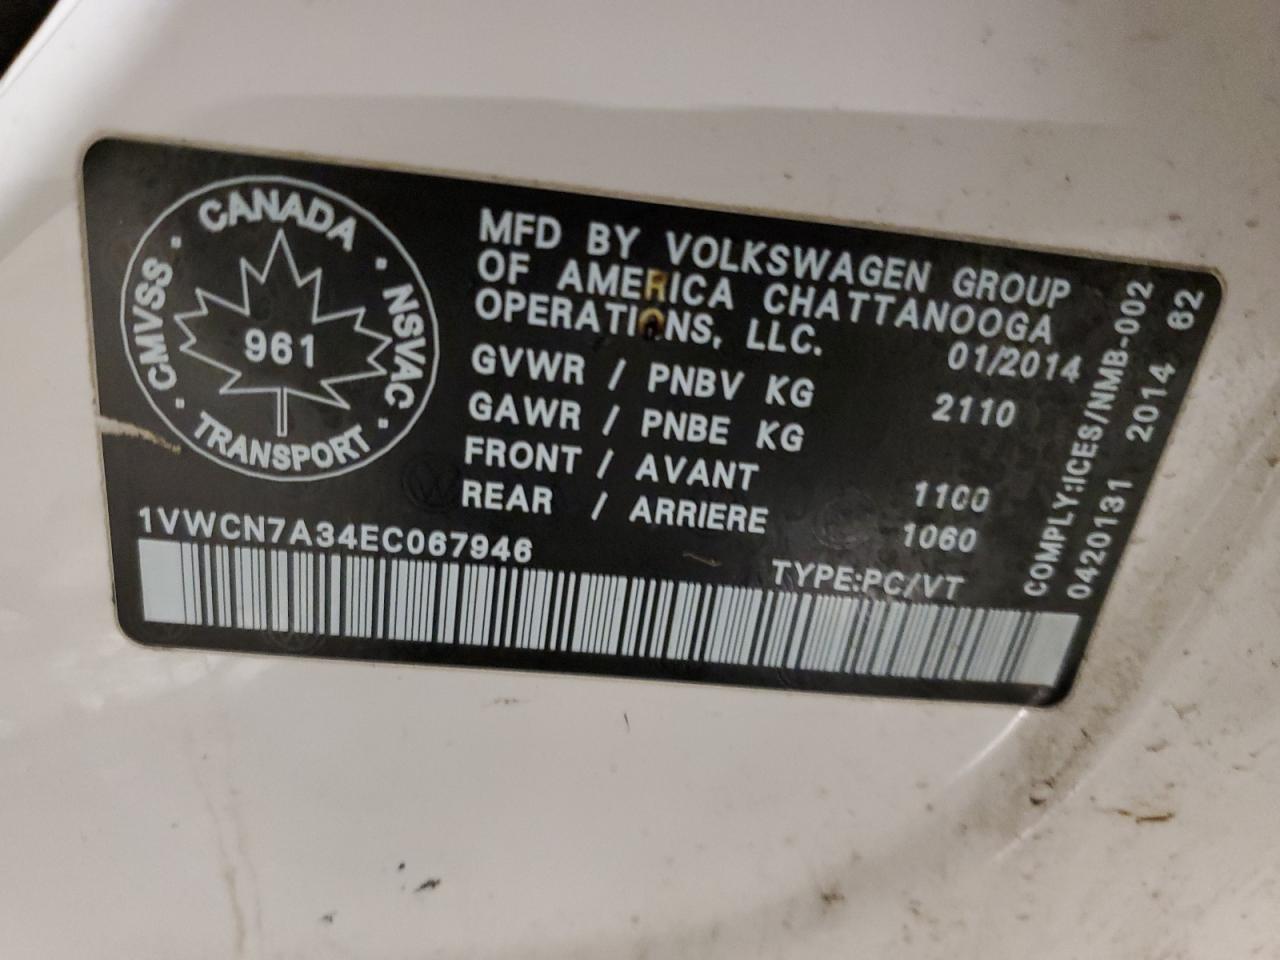 CANADA
CMVSS · NSVAC
961
TRANSPORT
MFD BY VOLKSWAGEN GROUP
OF AMERICA CHATTANOOGA
OPERATIONS, LLC.
01/2014
GVWR / PNBV KG 2110
GAWR / PNBE KG
FRONT / AVANT 1100
REAR / ARRIERE 1060
1VWCN7A34EC067946
TYPE:PC/VT
COMPLY:ICES/NMB-002
0420131 2014 62